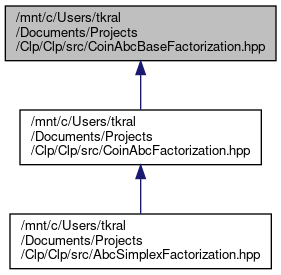 /mnt/c/Users/tkral
/Documents/Projects
/Clp/Clp/src/CoinAbcBaseFactorization.hpp
/mnt/c/Users/tkral
/Documents/Projects
/Clp/Clp/src/CoinAbcFactorization.hpp
/mnt/c/Users/tkral
/Documents/Projects
/Clp/Clp/src/AbcSimplexFactorization.hpp